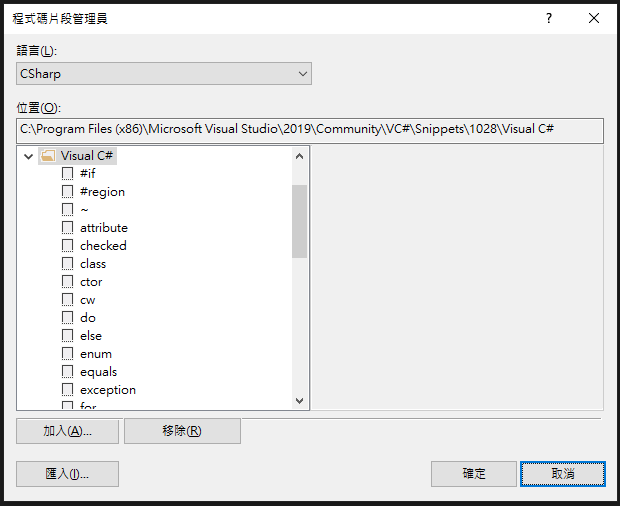 程式碼片段管理員
語言(L):
CSharp
位置(O):
C:\Program Files (x86)\Microsoft Visual Studio\2019\Community\VC#\Snippets\1028\Visual C#
Visual C#
#if
#region
~
attribute
checked
class
ctor
cw
do
else
enum
equals
exception
for
加入(A)...
移除(R)
匯入(I)...
確定
取消